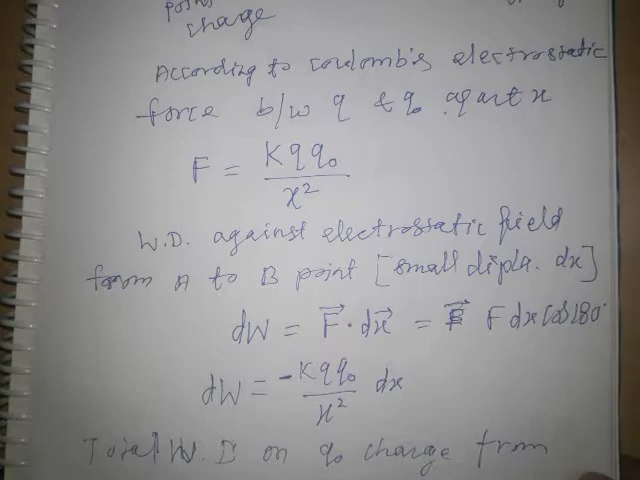 point
charge
According to coulomb's electrostatic
force b/w q & q₀ apart x
F = Kqq₀/x²
W.D. against electrostatic field
from A to B point [small displa. dx]
dW = F⃗·dx⃗ = F dx cos180°
dW = -Kqq₀/x² dx
Total W.D on q₀ charge from